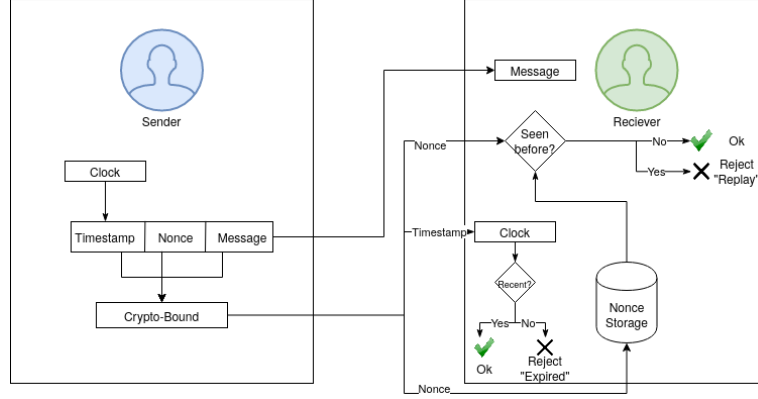 Sender
Reciever
Message
Clock
Timestamp
Nonce
Message
Crypto-Bound
Nonce
Seen
before?
No
Ok
Yes
Reject
"Replay"
Timestamp
Clock
Recent?
Yes
No
Ok
Reject
"Expired"
Nonce
Storage
Nonce